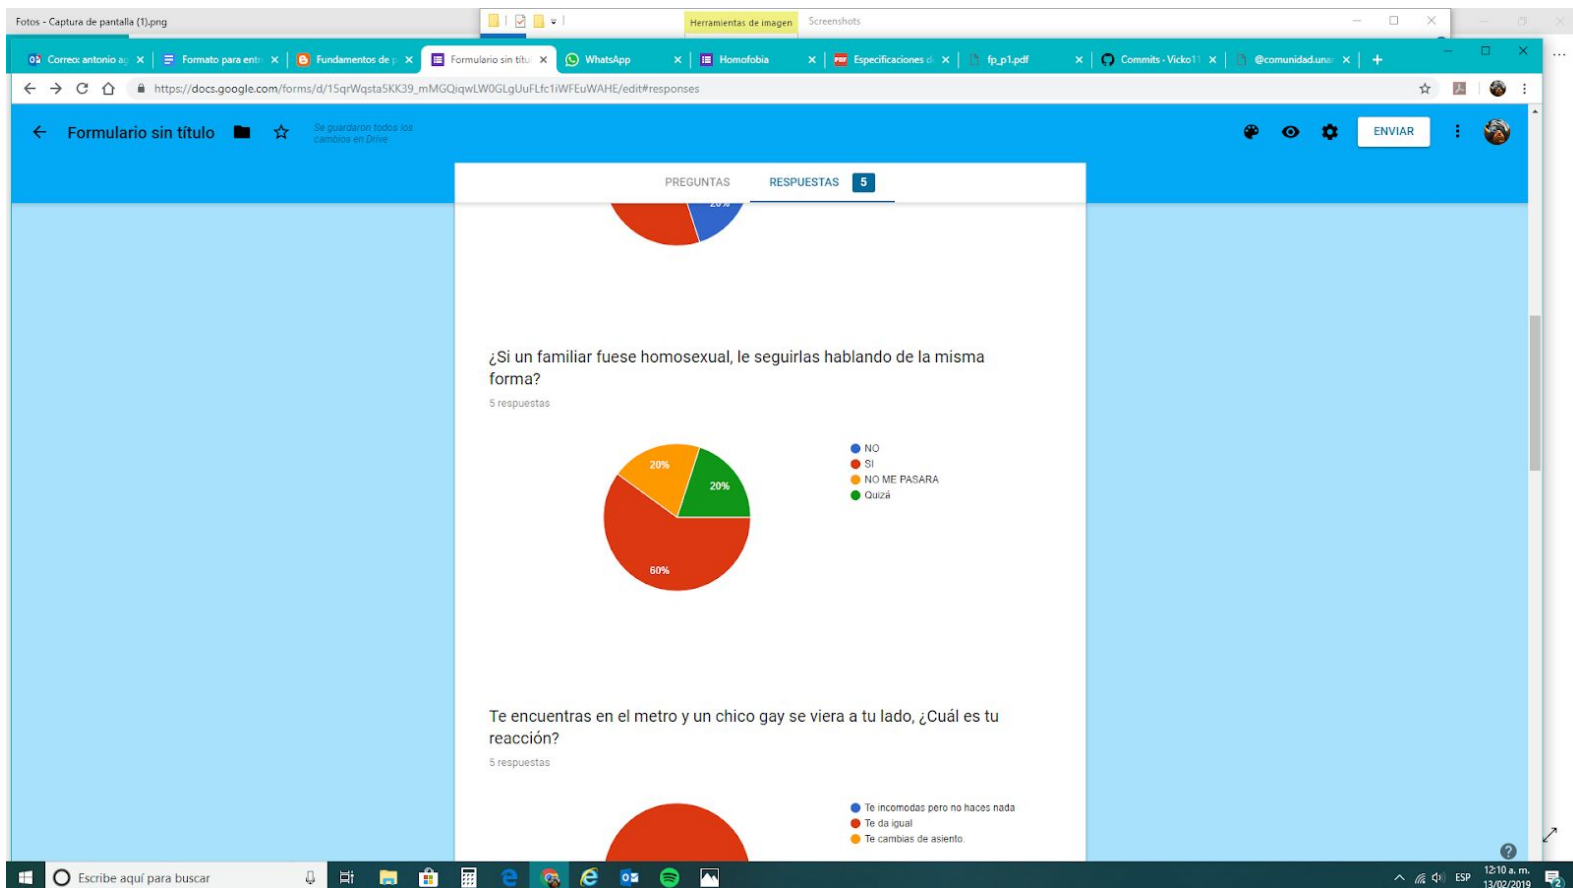 Fotos - Captura de pantalla (1).png
Herramientas de imagen
Screenshots
Correo: antonio ag
Formato para entr
Fundamentos de p
Formulario sin títu
WhatsApp
Homofobia
Especificaciones d
fp_p1.pdf
Commits · Vicko11
@comunidad.una
https://docs.google.com/forms/d/15qrWqsta5KK39_mMGQiqwLW0GLgUuFLfc1iWFEuWAHE/edit#responses
Formulario sin título
Se guardaron todos los
cambios en Drive
ENVIAR
PREGUNTAS
RESPUESTAS
5
20%
¿Si un familiar fuese homosexual, le seguirlas hablando de la misma
forma?
5 respuestas
20%
20%
60%
NO
SI
NO ME PASARA
Quizá
Te encuentras en el metro y un chico gay se viera a tu lado, ¿Cuál es tu
reacción?
5 respuestas
Te incomodas pero no haces nada
Te da igual
Te cambias de asiento.
Escribe aquí para buscar
ESP
12:10 a. m.
13/02/2019